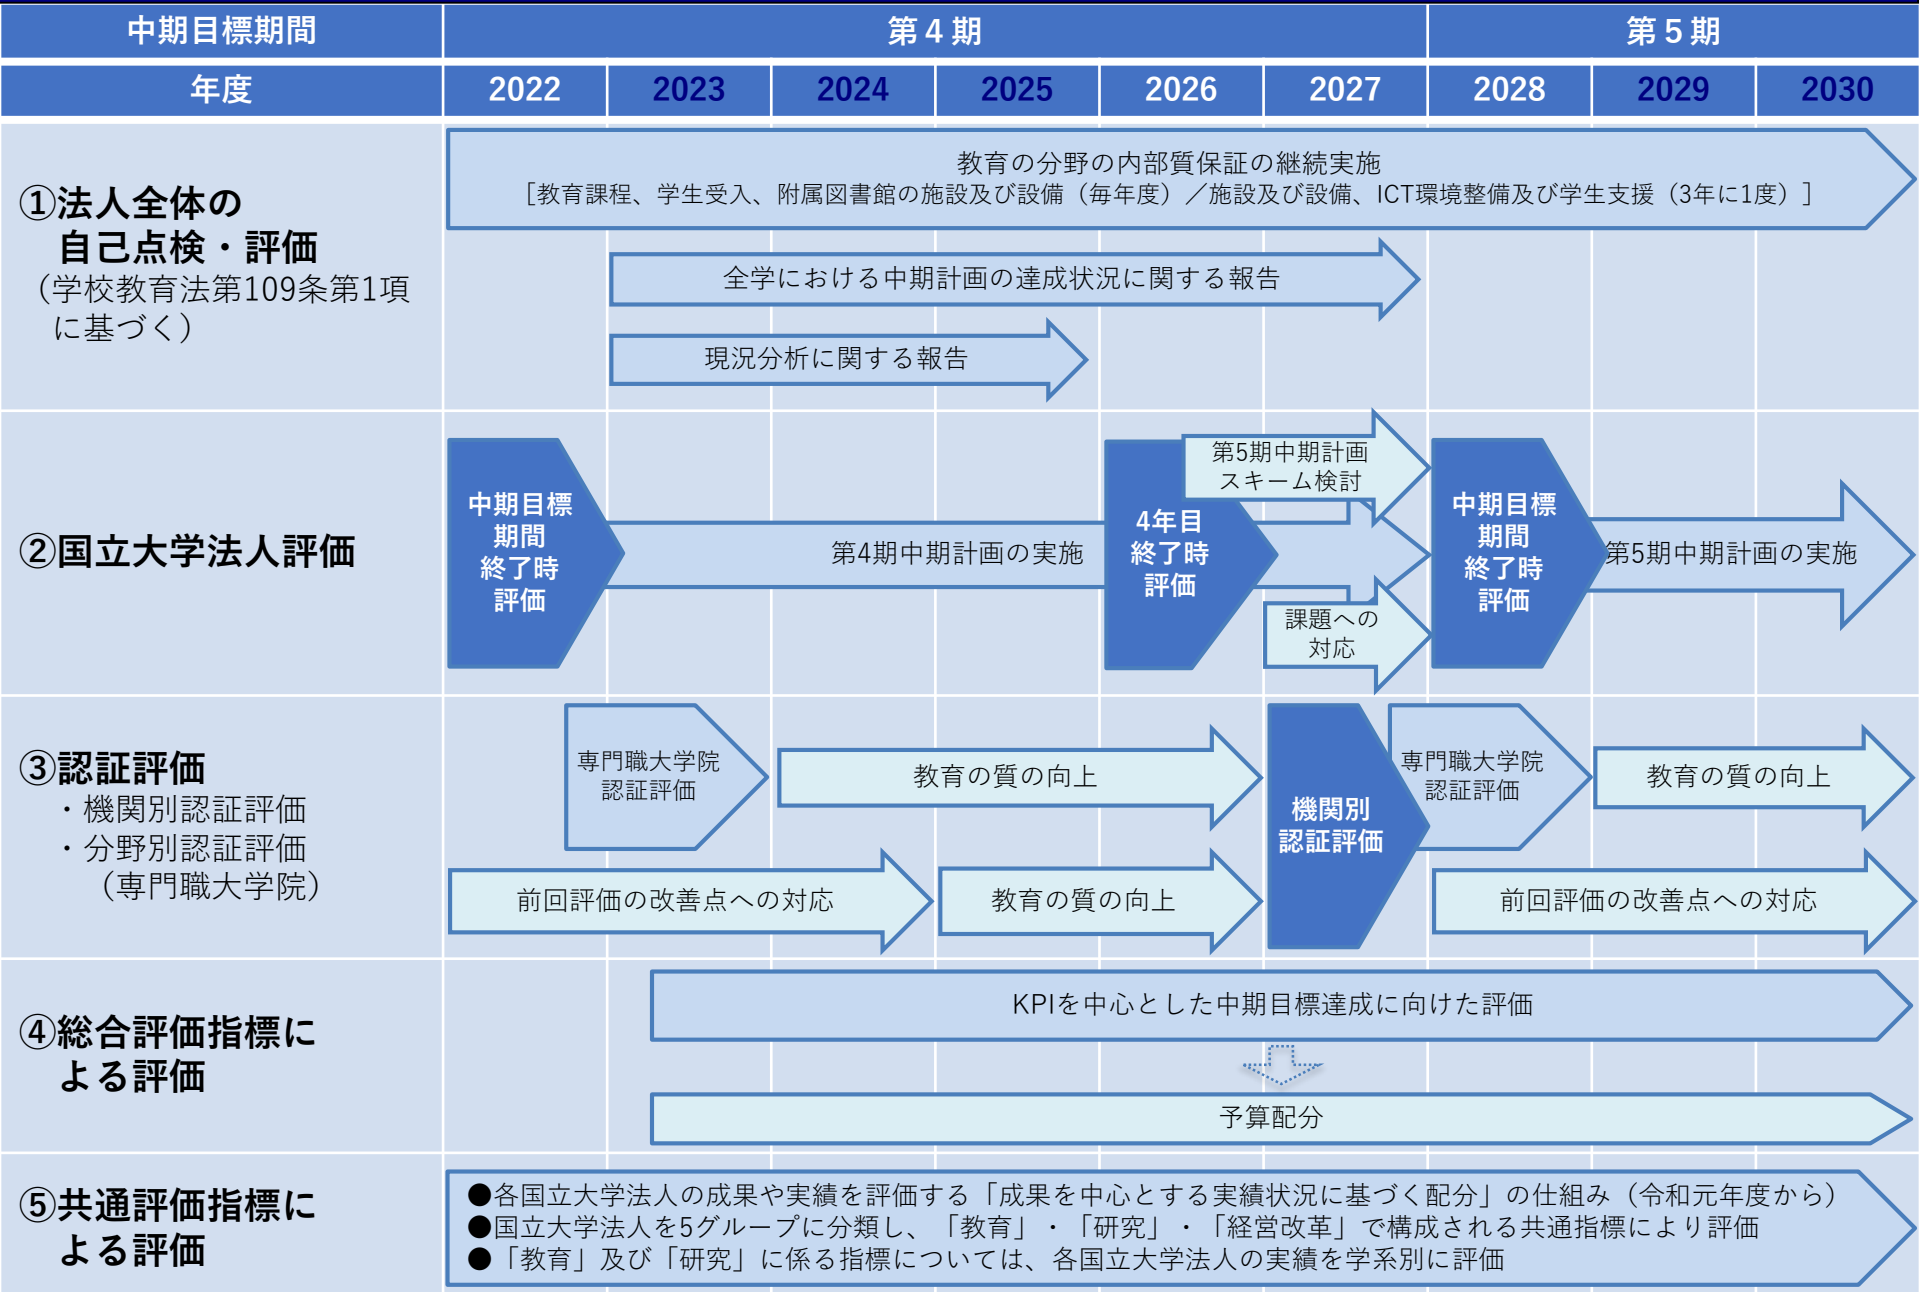 中期目標期間
第４期
第５期
年度
2022
2023
2024
2025
2026
2027
2028
2029
2030
①法人全体の
自己点検・評価
（学校教育法第109条第1項
に基づく）
教育の分野の内部質保証の継続実施
［教育課程、学生受入、附属図書館の施設及び設備（毎年度）／施設及び設備、ICT環境整備及び学生支援（3年に1度）］
全学における中期計画の達成状況に関する報告
現況分析に関する報告
②国立大学法人評価
中期目標
期間
終了時
評価
第4期中期計画の実施
4年目
終了時
評価
第5期中期計画
スキーム検討
課題への
対応
中期目標
期間
終了時
評価
第5期中期計画の実施
③認証評価
・機関別認証評価
・分野別認証評価
（専門職大学院）
専門職大学院
認証評価
教育の質の向上
機関別
認証評価
専門職大学院
認証評価
教育の質の向上
前回評価の改善点への対応
教育の質の向上
前回評価の改善点への対応
④総合評価指標に
よる評価
KPIを中心とした中期目標達成に向けた評価
予算配分
⑤共通評価指標に
よる評価
●各国立大学法人の成果や実績を評価する「成果を中心とする実績状況に基づく配分」の仕組み（令和元年度から）
●国立大学法人を5グループに分類し、「教育」・「研究」・「経営改革」で構成される共通指標により評価
●「教育」及び「研究」に係る指標については、各国立大学法人の実績を学系別に評価